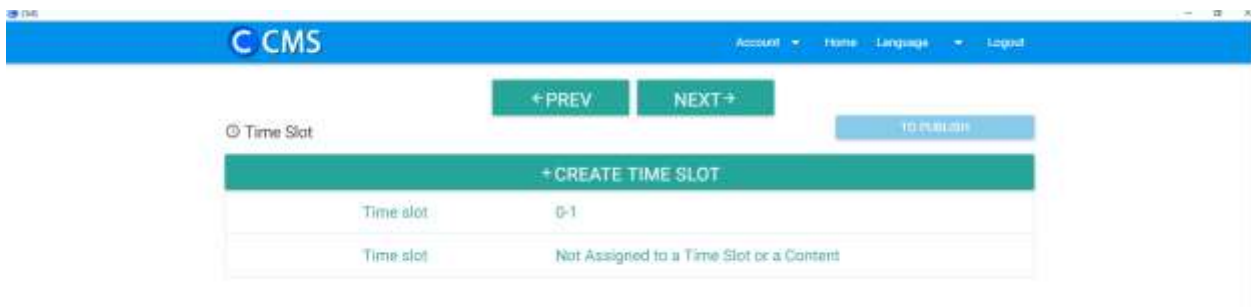 CMS
C CMS
Account Home Language Logout
←PREV NEXT→
Time Slot
TO PUBLISH
+CREATE TIME SLOT
Time slot 0-1
Time slot Not Assigned to a Time Slot or a Content